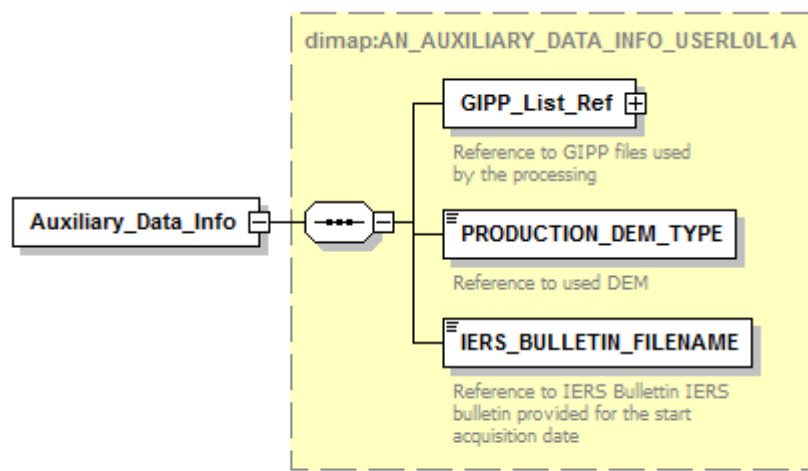 dimap:AN_AUXILIARY_DATA_INFO_USERL0L1A
GIPP_List_Ref
Reference to GIPP files used
by the processing
Auxiliary_Data_Info
PRODUCTION_DEM_TYPE
Reference to used DEM
IERS_BULLETIN_FILENAME
Reference to IERS Bullettin IERS
bulletin provided for the start
acquisition date